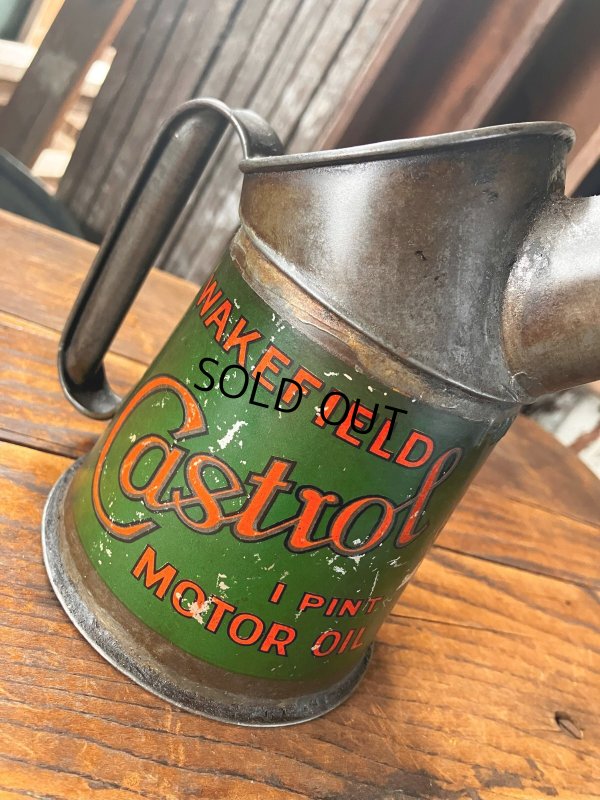 WAKEFIELD
SOLD OUT
Castrol
1 PINT
MOTOR OIL